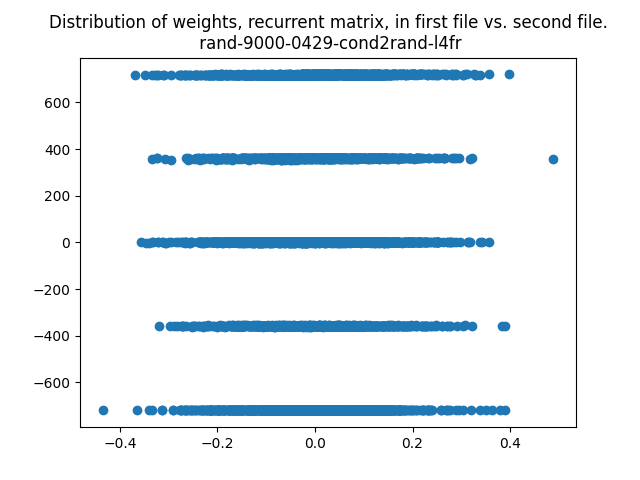 Distribution of weights, recurrent matrix, in first file vs. second file.
rand-9000-0429-cond2rand-l4fr
600
400
200
0
−200
−400
−600
−0.4 −0.2 0.0 0.2 0.4